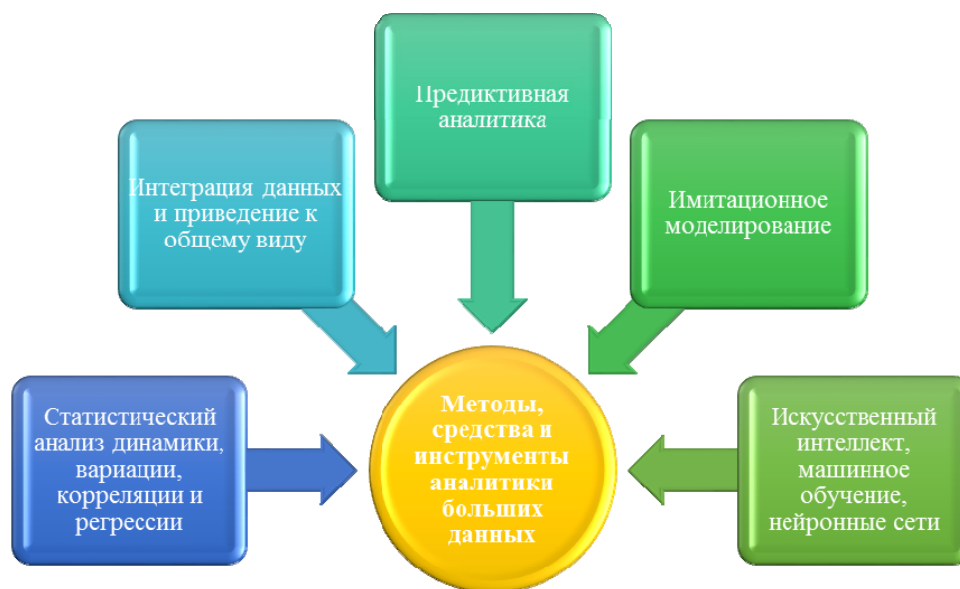 Предиктивная
аналитика
Интеграция данных
и приведение к
общему виду
Имитационное
моделирование
Статистический
анализ динамики,
вариации,
корреляции и
регрессии
Методы,
средства и
инструменты
аналитики
больших
данных
Искусственный
интеллект,
машинное
обучение,
нейронные сети